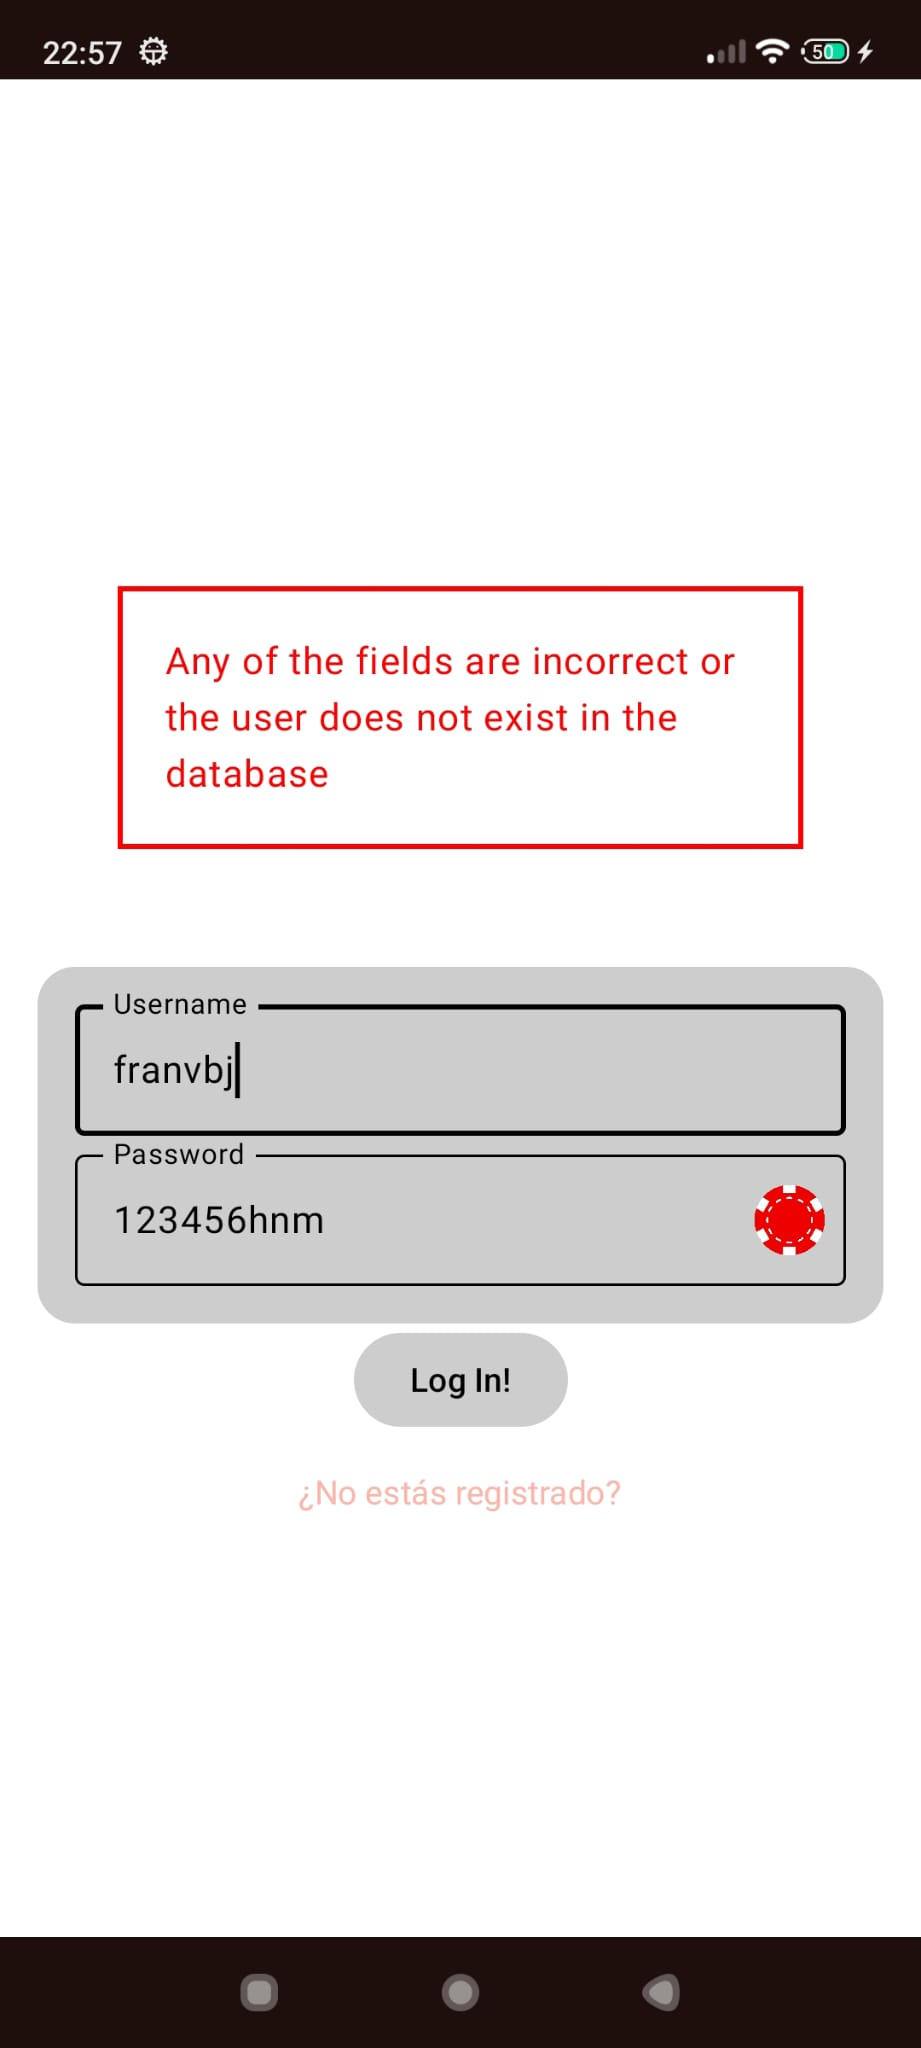 22:57
50
Any of the fields are incorrect or
the user does not exist in the
database
Username
franvbj
Password
123456hnm
Log In!
¿No estás registrado?